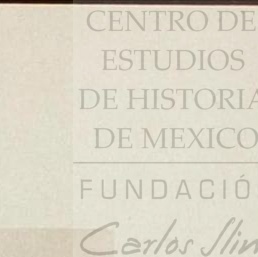 CENTRO DE
ESTUDIOS
DE HISTORIA
DE MEXICO
FUNDACIÓ
Carlos Slim